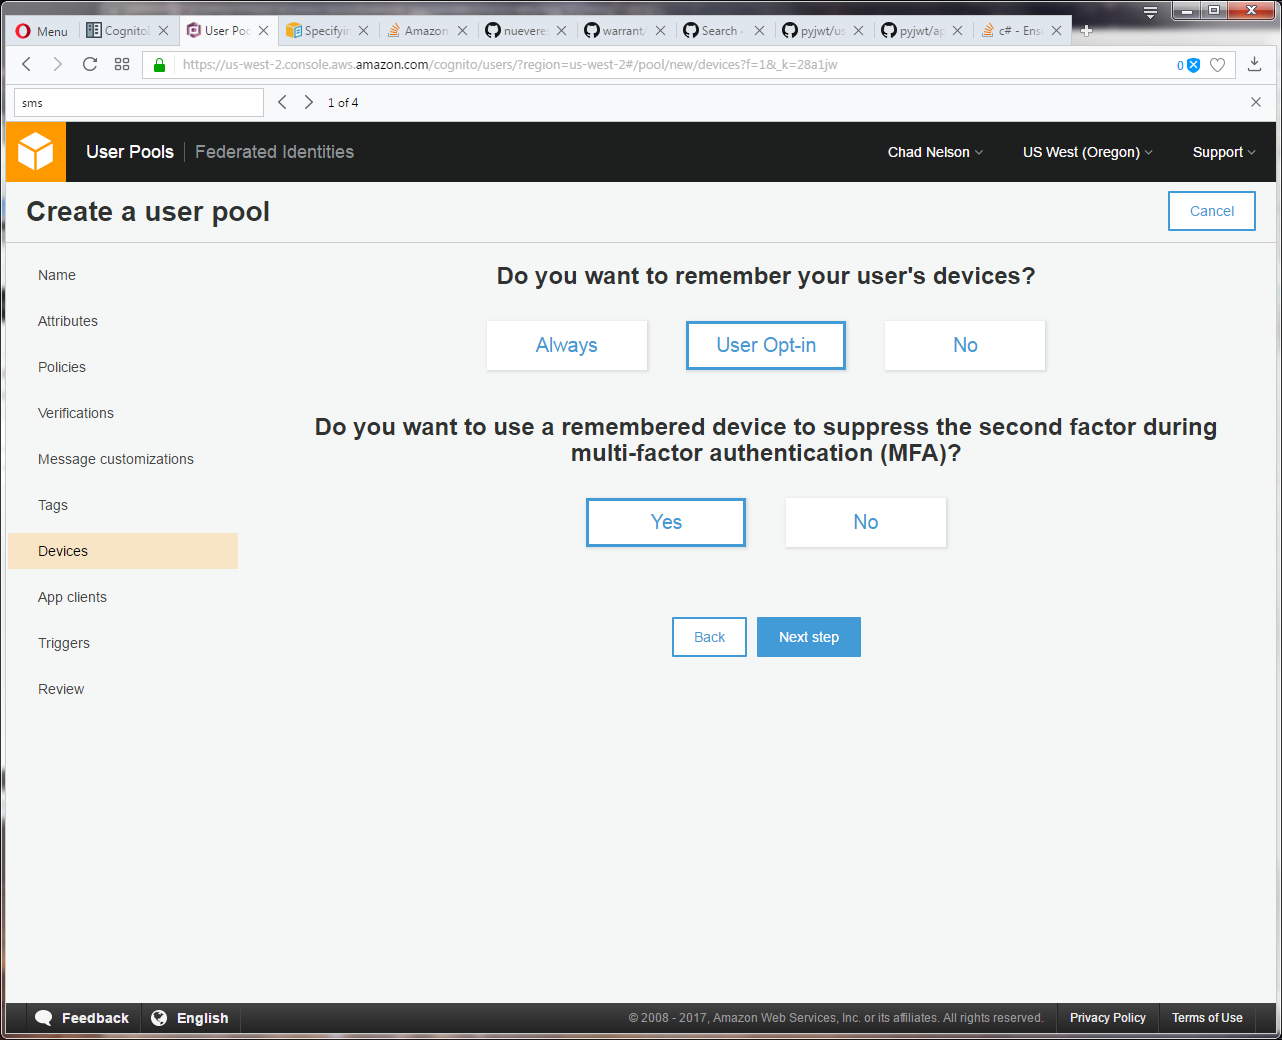 Menu
Cognito
User Poo
Specifyin
Amazon
nuevere
warrant/
Search
pyjwt/us
pyjwt/ap
c# - Ens
https://us-west-2.console.aws.amazon.com/cognito/users/?region=us-west-2#/pool/new/devices?f=1&_k=28a1jw
0
sms
1 of 4
User Pools
Federated Identities
Chad Nelson
US West (Oregon)
Support
Create a user pool
Cancel
Name
Attributes
Policies
Verifications
Message customizations
Tags
Devices
App clients
Triggers
Review
Do you want to remember your user's devices?
Always
User Opt-in
No
Do you want to use a remembered device to suppress the second factor during
multi-factor authentication (MFA)?
Yes
No
Back
Next step
Feedback
English
© 2008 - 2017, Amazon Web Services, Inc. or its affiliates. All rights reserved.
Privacy Policy
Terms of Use